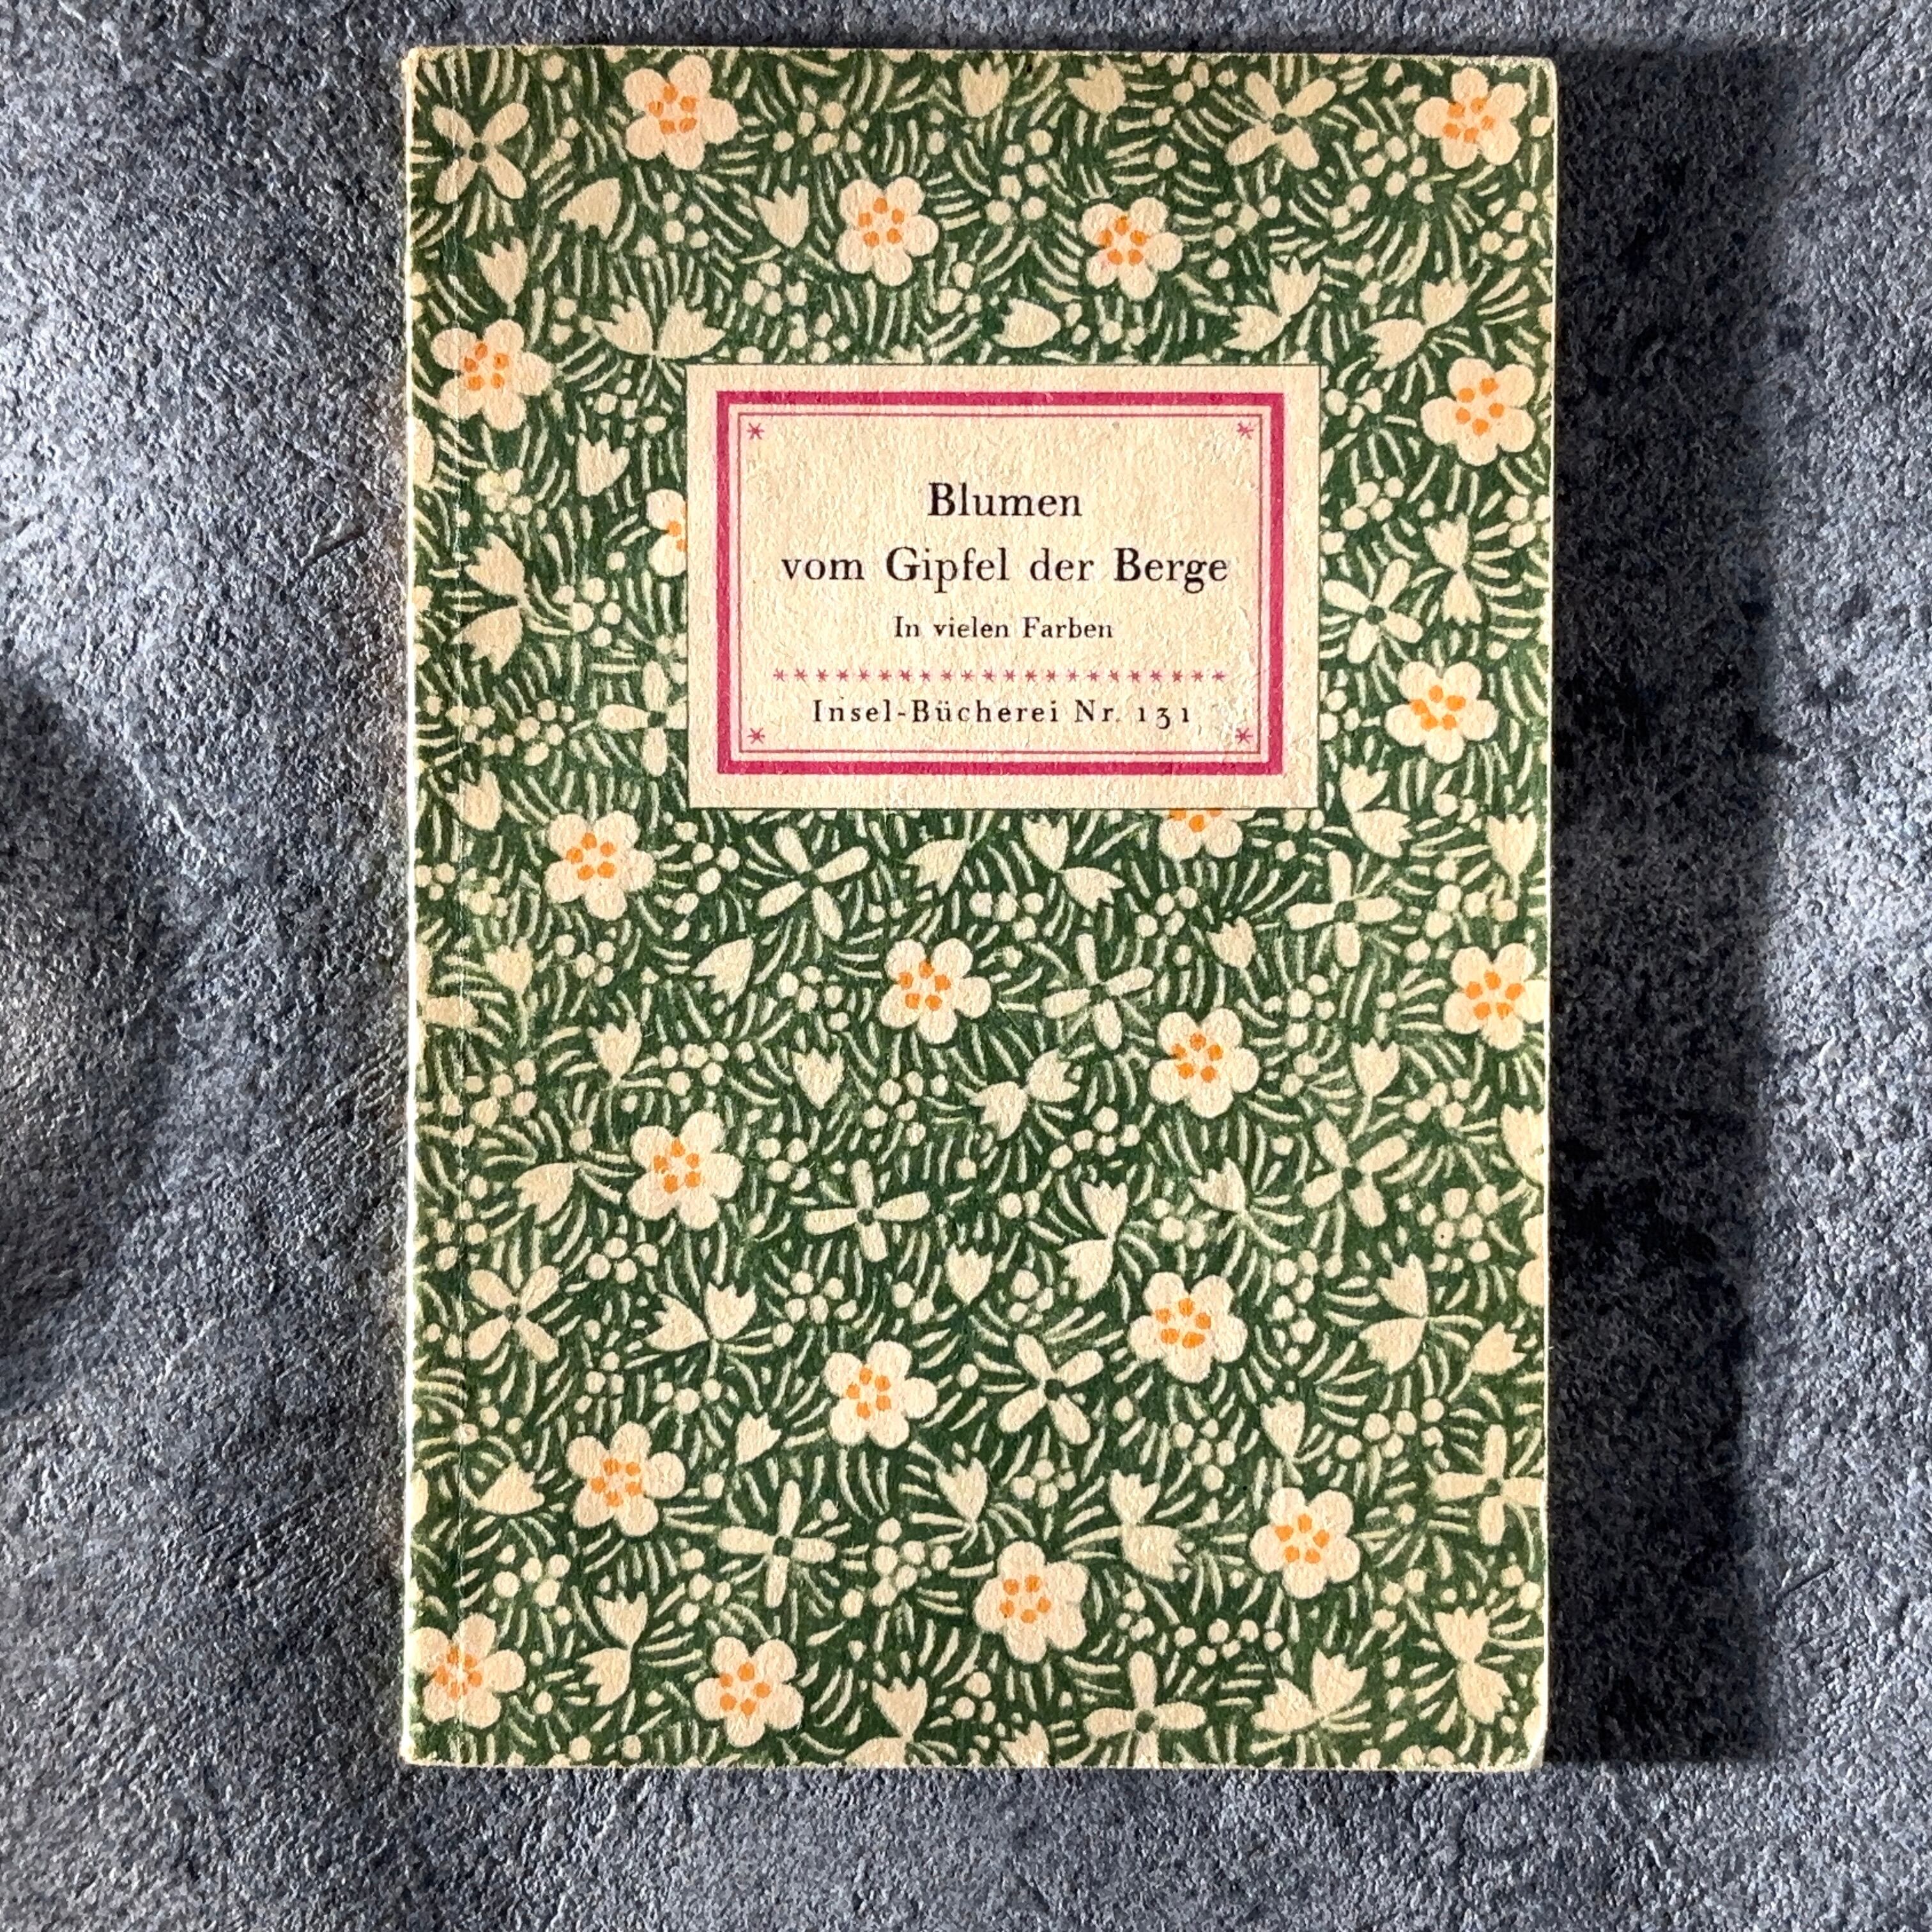 Blumen
vom Gipfel der Berge
In vielen Farben
Insel-Bücherei Nr. 131